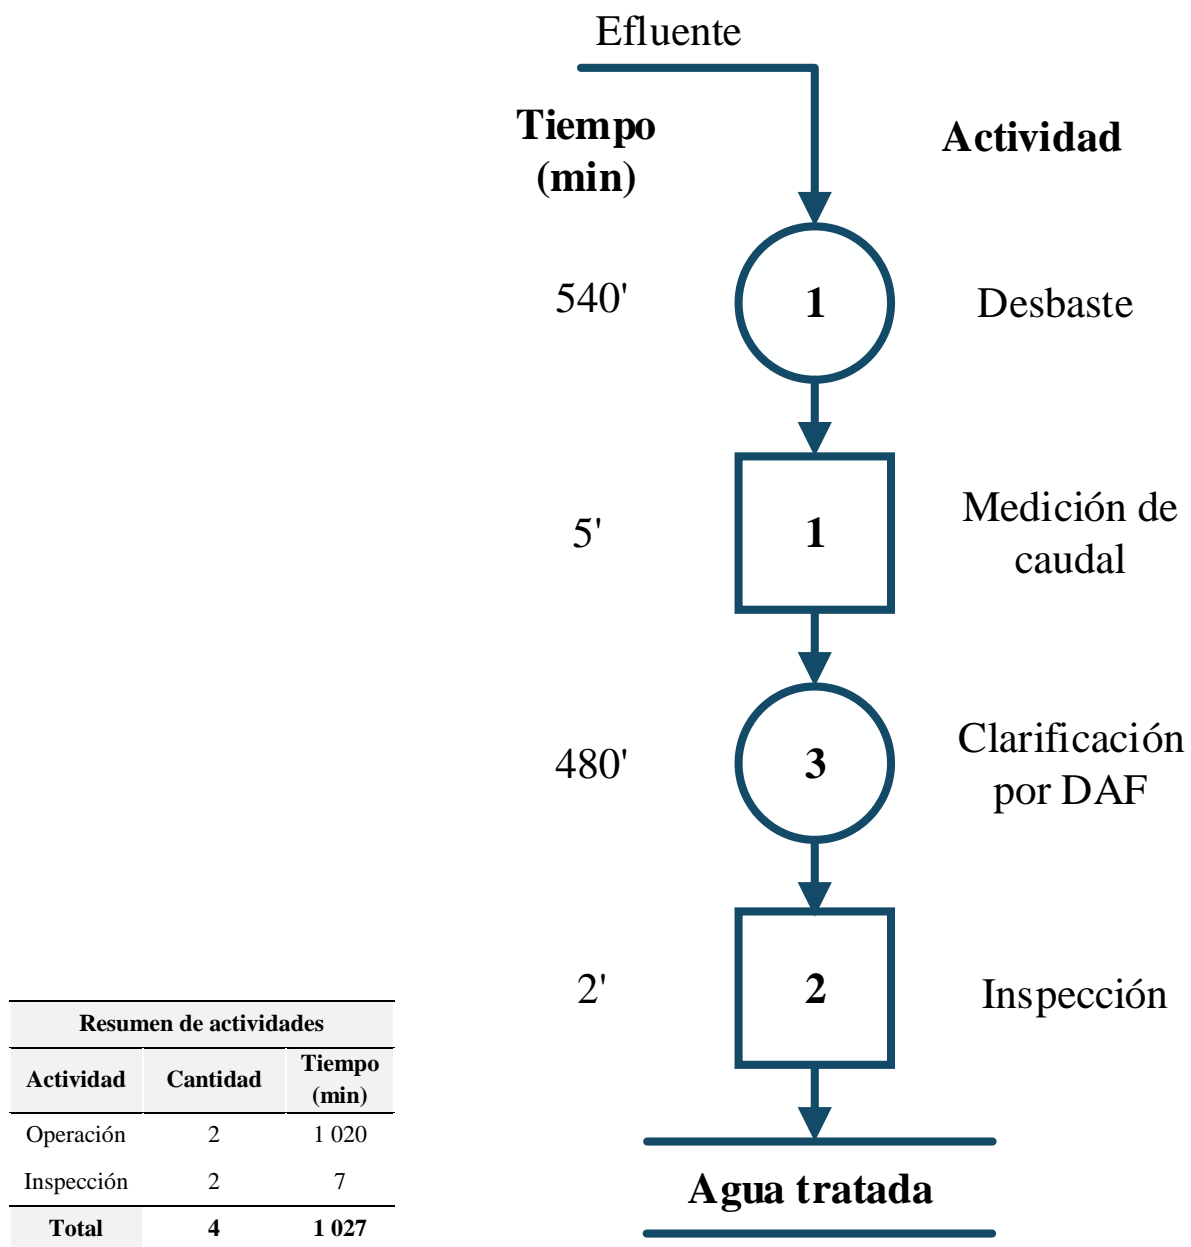 Efluente
Tiempo
(min)
Actividad
540'
1
Desbaste
5'
1
Medición de
caudal
480'
3
Clarificación
por DAF
2'
2
Inspección
Agua tratada
Resumen de actividades
Actividad Cantidad Tiempo
(min)
Operación 2 1 020
Inspección 2 7
Total 4 1 027